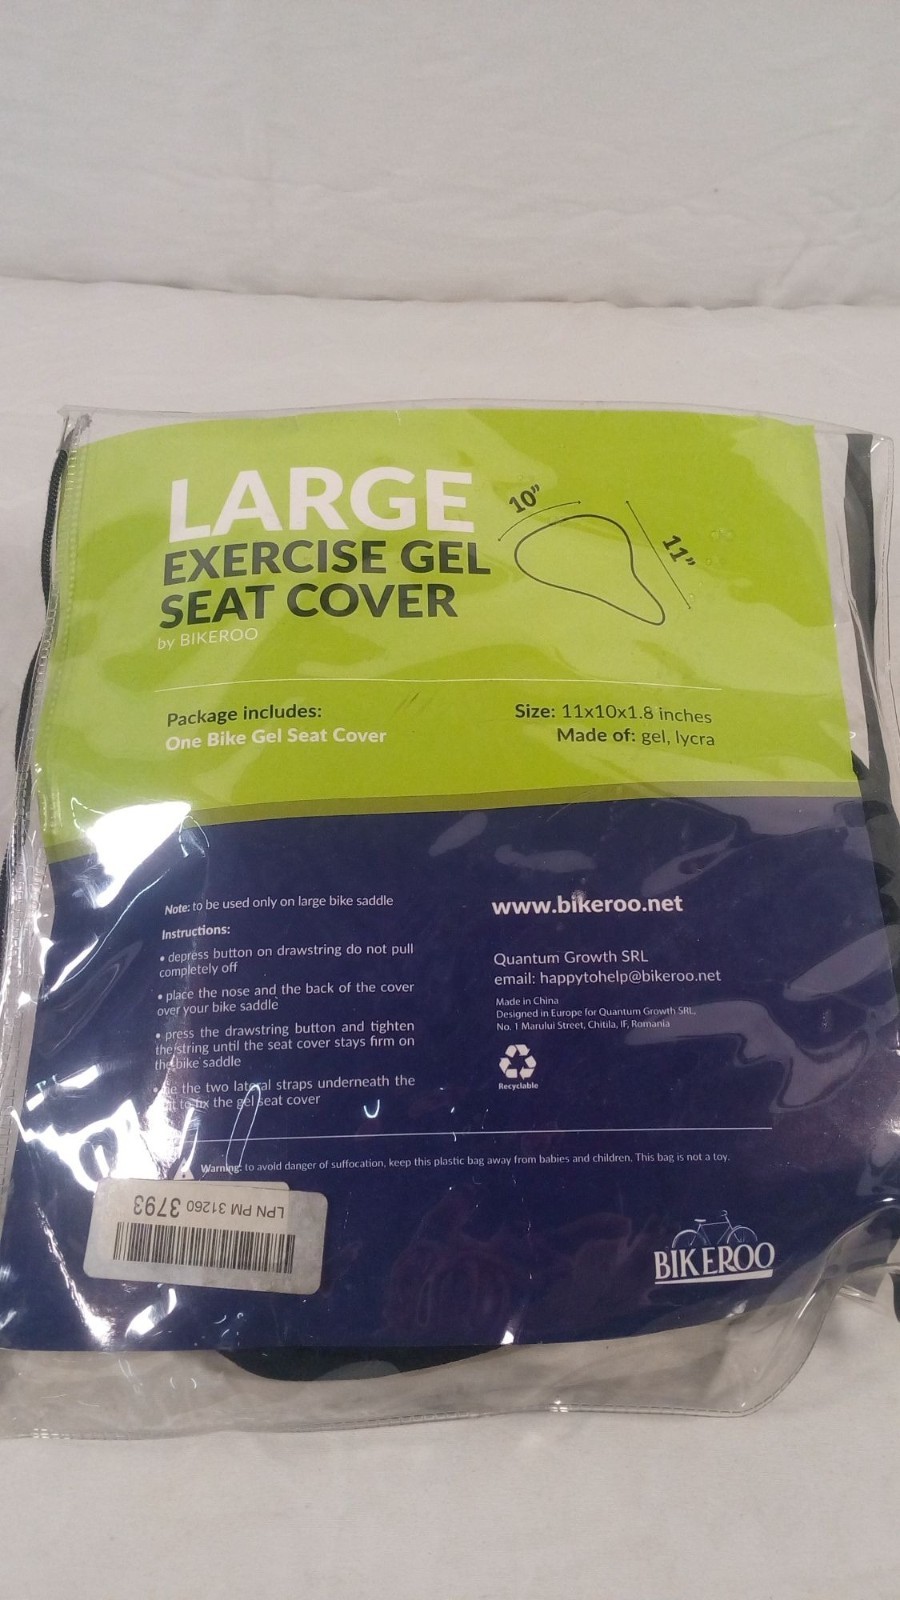 LARGE
EXERCISE GEL
SEAT COVER
by BIKEROO
10”
11”
Package includes:
One Bike Gel Seat Cover
Size: 11x10x1.8 inches
Made of: gel, lycra
Note: to be used only on large bike saddle
Instructions:
• depress button on drawstring do not pull
completely off
• place the nose and the back of the cover
over your bike saddle
• press the drawstring button and tighten
the string until the seat cover stays firm on
the bike saddle
the two lateral straps underneath the
to fix the gel seat cover
www.bikeroo.net
Quantum Growth SRL
email: happytohelp@bikeroo.net
Made in China
Designed in Europe for Quantum Growth SRL,
No. 1 Marului Street, Chitila, IF, Romania
Recyclable
Warning: to avoid danger of suffocation, keep this plastic bag away from babies and children. This bag is not a toy.
LPN PM 31260 3793
BIKEROO